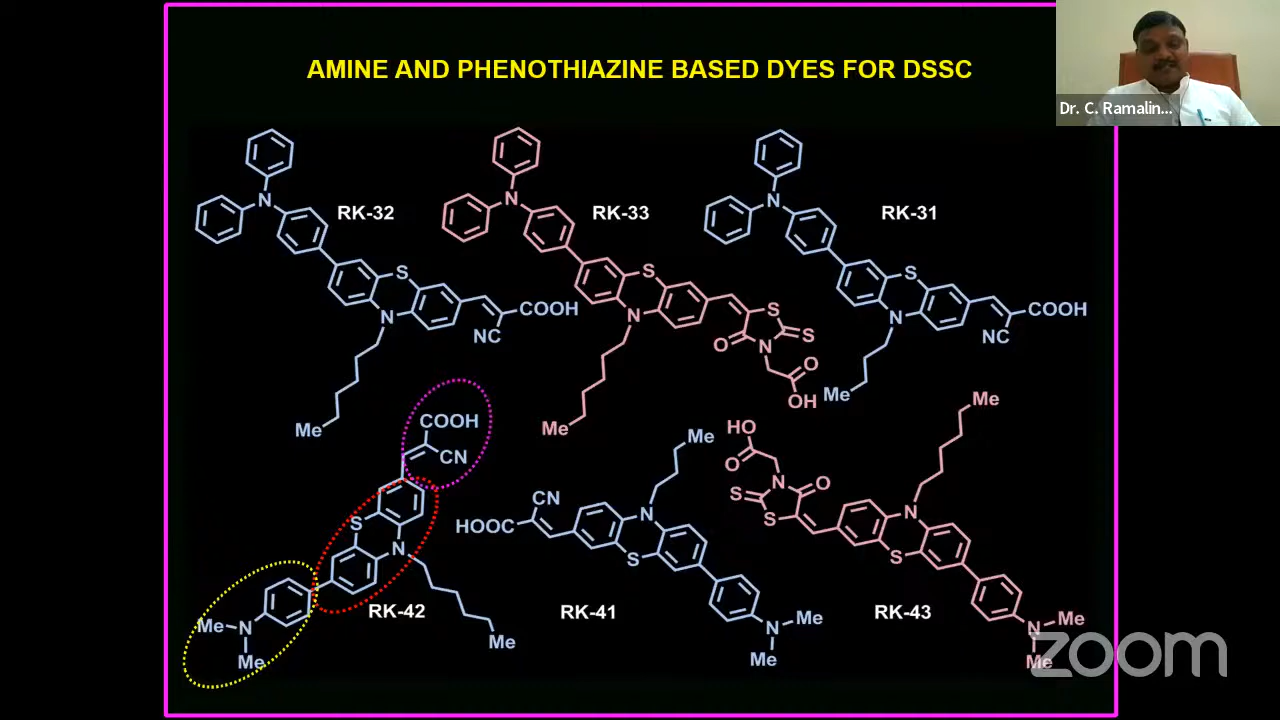 AMINE AND PHENOTHIAZINE BASED DYES FOR DSSC
Dr. C. Ramalin...
RK-32
RK-33
RK-31
N
N
N
S
S
S
N
COOH
NC
N
S
S
O
N
O
OH
N
COOH
NC
Me
Me
Me
COOH
CN
S
N
Me
N
Me
Me
RK-42
Me
CN
HOOC
N
S
RK-41
N
Me
Me
Me
HO
O
N
O
S
S
N
S
RK-43
N
Me
Me
zoom